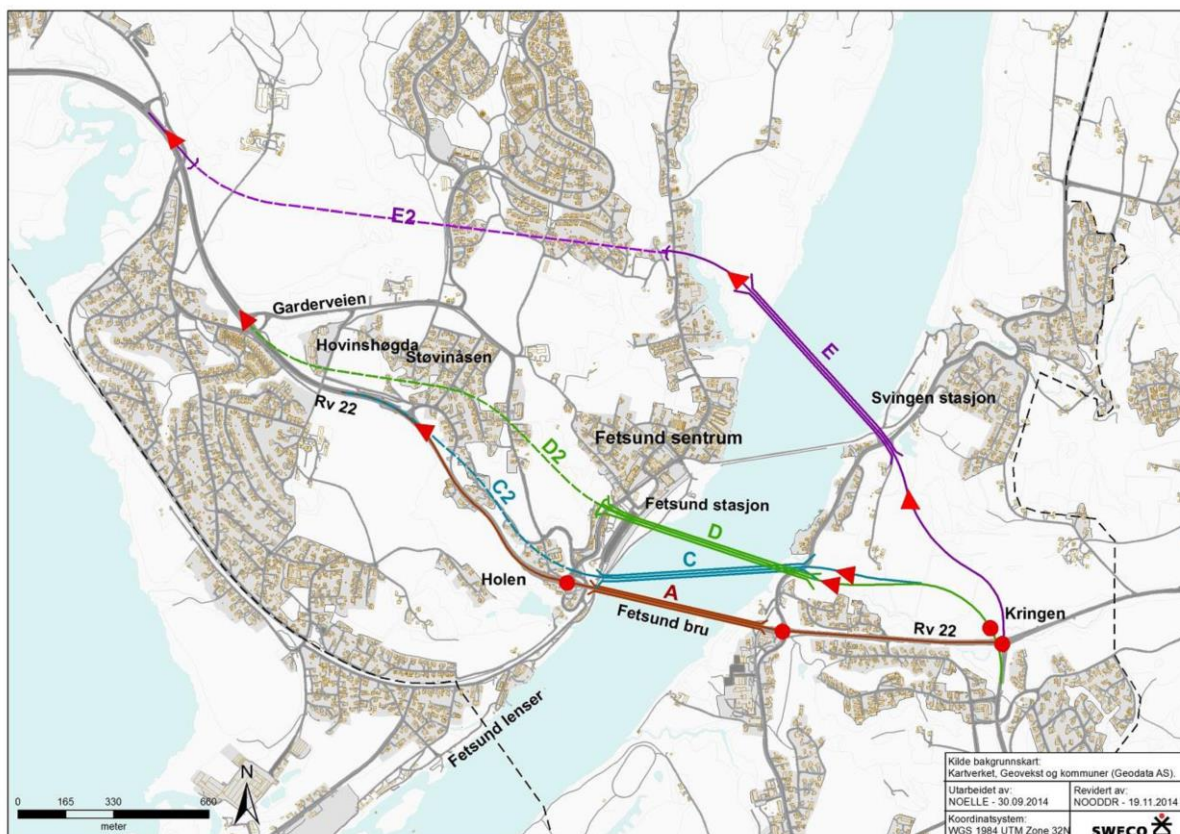 E2
Garderveien
Hovinshøgda
Støvinåsen
E
Svingen stasjon
Rv 22
Fetsund sentrum
D2
C2
Fetsund stasjon
D
C
Holen
A
Fetsund bru
Kringen
Rv 22
Fetsund lenser
N
0 165 330 660
meter
Kilde bakgrunnskart:
Kartverket, Geovekst og kommuner (Geodata AS).
Utarbeidet av:
NOELLE - 30.09.2014
Revidert av:
NOODDR - 19.11.2014
Koordinatsystem:
WGS 1984 UTM Zone 32N
SWECO